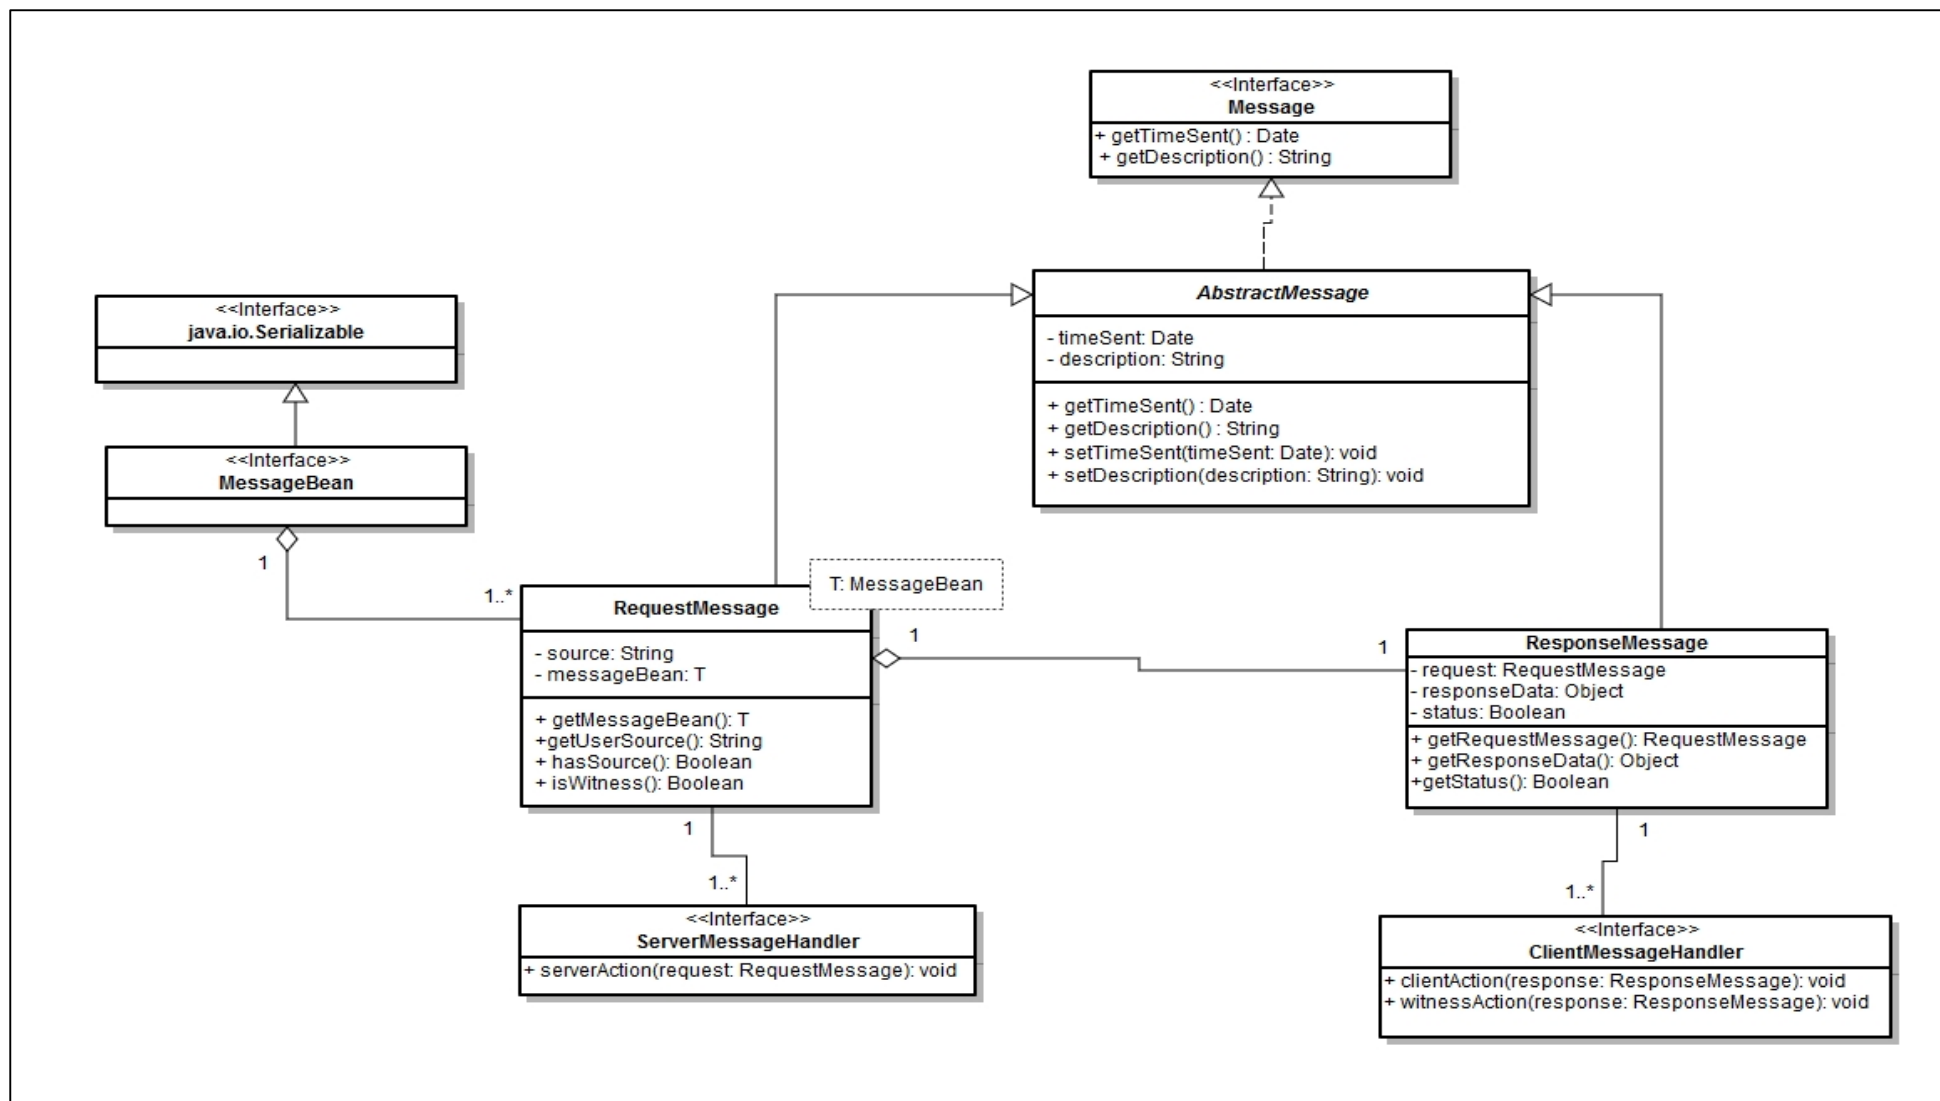 <<Interface>>
Message
+ getTimeSent() : Date
+ getDescription() : String
AbstractMessage
- timeSent: Date
- description: String
+ getTimeSent() : Date
+ getDescription() : String
+ setTimeSent(timeSent: Date): void
+ setDescription(description: String): void
<<Interface>>
java.io.Serializable
<<Interface>>
MessageBean
1
1..*
T: MessageBean
RequestMessage
- source: String
- messageBean: T
+ getMessageBean(): T
+getUserSource(): String
+ hasSource(): Boolean
+ isWitness(): Boolean
1
1
ResponseMessage
- request: RequestMessage
- responseData: Object
- status: Boolean
+ getRequestMessage(): RequestMessage
+ getResponseData(): Object
+getStatus(): Boolean
1
1..*
<<Interface>>
ServerMessageHandler
+ serverAction(request: RequestMessage): void
1
1..*
<<Interface>>
ClientMessageHandler
+ clientAction(response: ResponseMessage): void
+ witnessAction(response: ResponseMessage): void